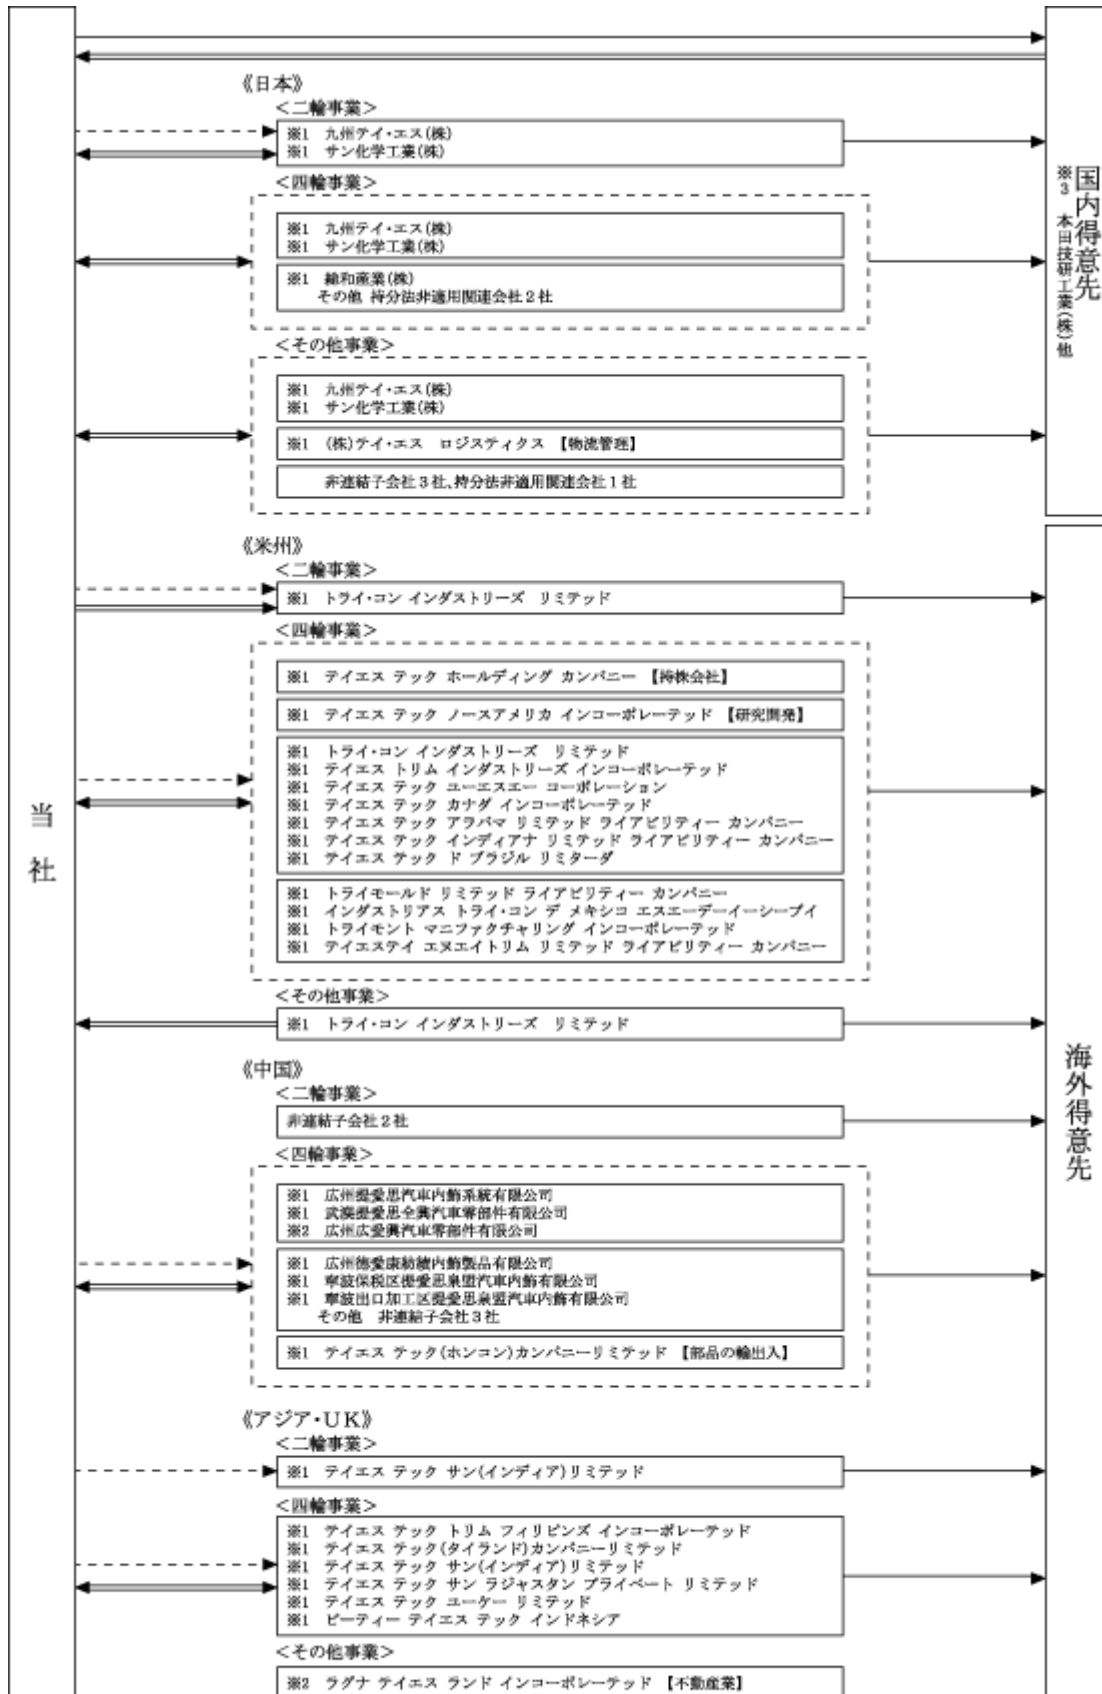 当社
国内得意先
※3 本田技研工業(株)他
海外得意先
《日本》
＜二輪事業＞
※1 九州テイ・エス(株)
※1 サン化学工業(株)
＜四輪事業＞
※1 九州テイ・エス(株)
※1 サン化学工業(株)
※1 総和産業(株)
その他 持分法非適用関連会社２社
＜その他事業＞
※1 九州テイ・エス(株)
※1 サン化学工業(株)
※1 (株)テイ・エス ロジスティクス 【物流管理】
非連結子会社３社、持分法非適用関連会社１社
《米州》
＜二輪事業＞
※1 トライ・コン インダストリーズ リミテッド
＜四輪事業＞
※1 テイエス テック ホールディング カンパニー 【持株会社】
※1 テイエス テック ノースアメリカ インコーポレーテッド 【研究開発】
※1 トライ・コン インダストリーズ リミテッド
※1 テイエス トリム インダストリーズ インコーポレーテッド
※1 テイエス テック ユーエスエー コーポレーション
※1 テイエス テック カナダ インコーポレーテッド
※1 テイエス テック アラバマ リミテッド ライアビリティー カンパニー
※1 テイエス テック インディアナ リミテッド ライアビリティー カンパニー
※1 テイエス テック ド ブラジル リミターダ
※1 トライモールド リミテッド ライアビリティー カンパニー
※1 インダストリアス トライ・コン デ メキシコ エスエーデーイーシーブイ
※1 トライモント マニファクチャリング インコーポレーテッド
※1 テイエステイ エヌエイトリム リミテッド ライアビリティー カンパニー
＜その他事業＞
※1 トライ・コン インダストリーズ リミテッド
《中国》
＜二輪事業＞
非連結子会社２社
＜四輪事業＞
※1 広州提愛思汽車内飾系統有限公司
※1 武漢提愛思全興汽車零部件有限公司
※2 広州広愛興汽車零部件有限公司
※1 広州徳愛康紡績内飾製品有限公司
※1 寧波保税区提愛思泉盟汽車内飾有限公司
※1 寧波出口加工区提愛思泉盟汽車内飾有限公司
その他 非連結子会社３社
※1 テイエス テック(ホンコン)カンパニーリミテッド 【部品の輸出入】
《アジア・ＵＫ》
＜二輪事業＞
※1 テイエス テック サン(インディア)リミテッド
＜四輪事業＞
※1 テイエス テック トリム フィリピンズ インコーポレーテッド
※1 テイエス テック(タイランド)カンパニーリミテッド
※1 テイエス テック サン(インディア)リミテッド
※1 テイエス テック サン ラジャスタン プライベート リミテッド
※1 テイエス テック ユーケー リミテッド
※1 ピーティー テイエス テック インドネシア
＜その他事業＞
※2 ラグナ テイエス ランド インコーポレーテッド 【不動産業】